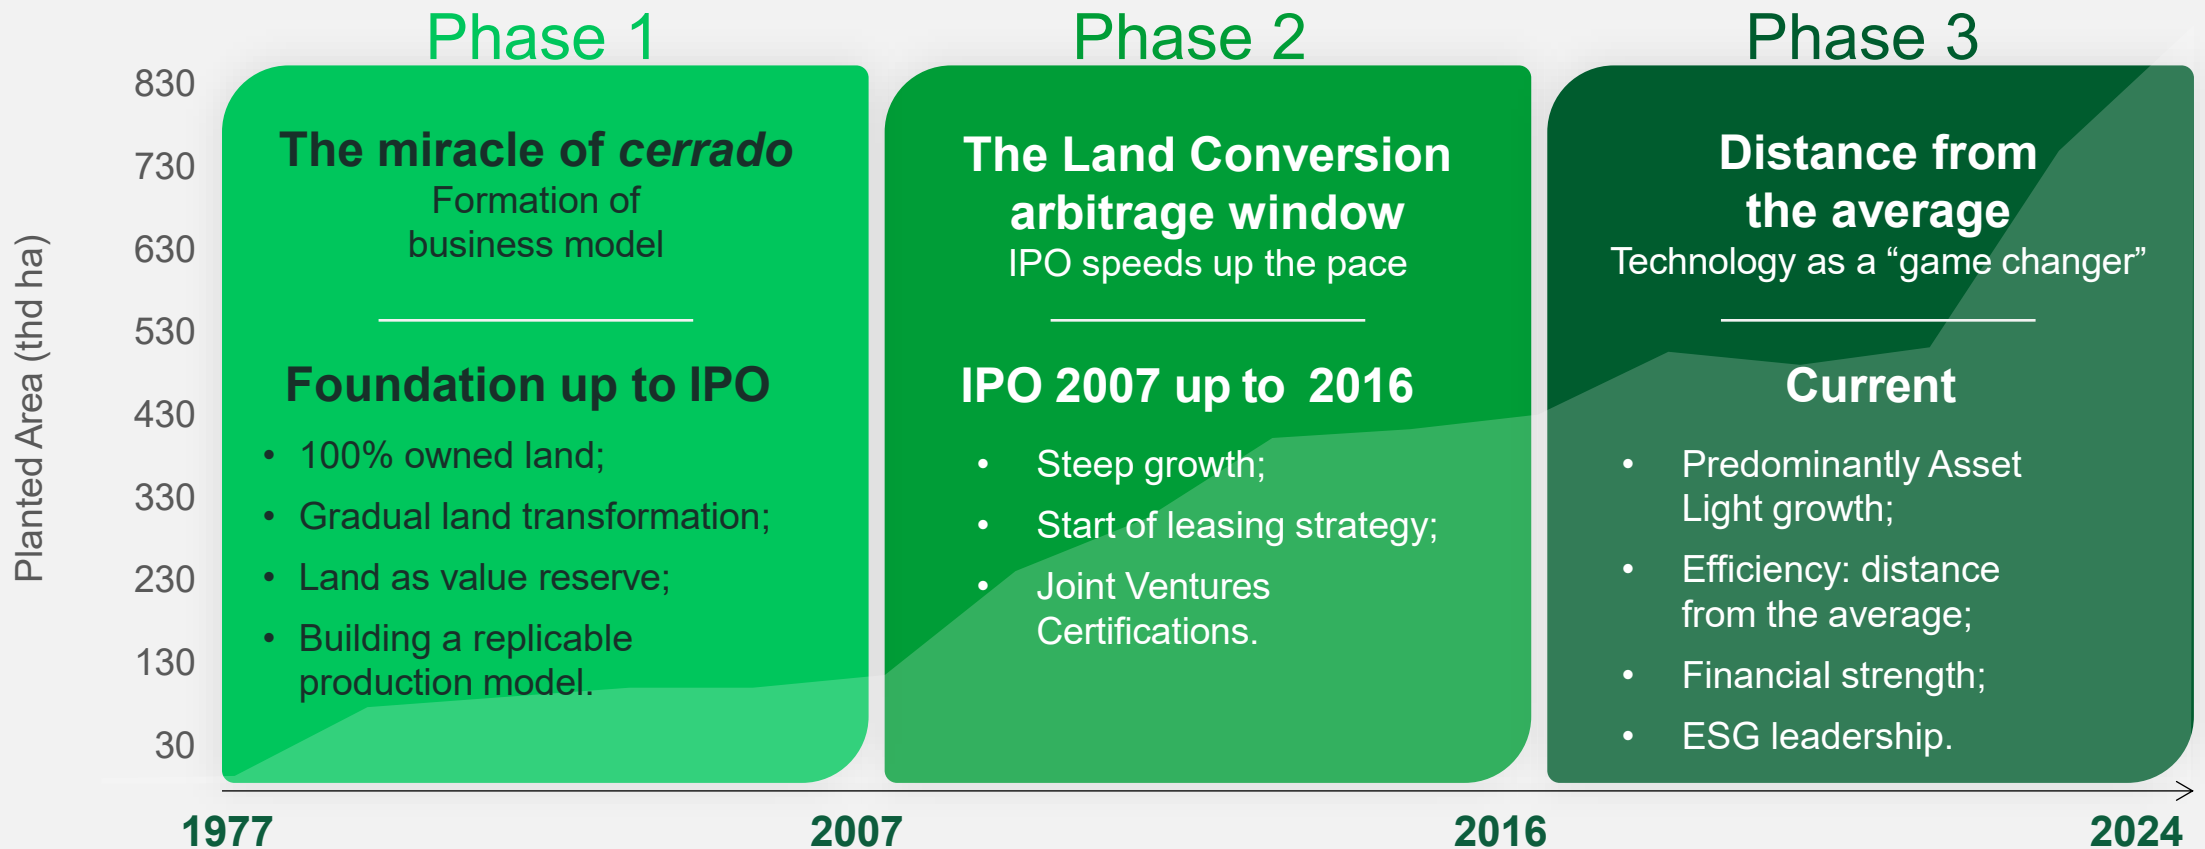 Phase 1
Phase 2
Phase 3
Planted Area (thd ha)
830
730
630
530
430
330
230
130
30
The miracle of cerrado
Formation of
business model
Foundation up to IPO
• 100% owned land;
• Gradual land transformation;
• Land as value reserve;
• Building a replicable
production model.
The Land Conversion
arbitrage window
IPO speeds up the pace
IPO 2007 up to 2016
• Steep growth;
• Start of leasing strategy;
• Joint Ventures
Certifications.
Distance from
the average
Technology as a “game changer”
Current
• Predominantly Asset
Light growth;
• Efficiency: distance
from the average;
• Financial strength;
• ESG leadership.
1977
2007
2016
2024